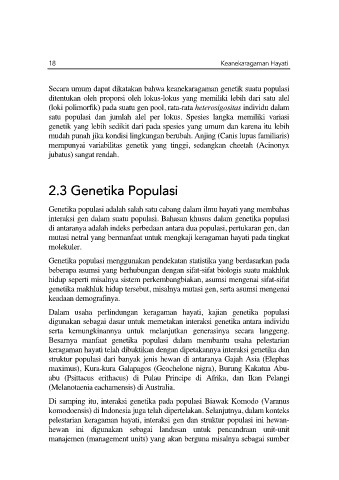 18 Keanekaragaman Hayati
Secara umum dapat dikatakan bahwa keanekaragaman genetik suatu populasi
ditentukan oleh proporsi oleh lokus-lokus yang memiliki lebih dari satu alel
(loki polimorfik) pada suatu gen pool, rata-rata heterosigositas individu dalam
satu populasi dan jumlah alel per lokus. Spesies langka memiliki variasi
genetik yang lebih sedikit dari pada spesies yang umum dan karena itu lebih
mudah punah jika kondisi lingkungan berubah. Anjing (Canis lupus familiaris)
mempunyai variabilitas genetik yang tinggi, sedangkan cheetah (Acinonyx
jubatus) sangat rendah.
2.3 Genetika Populasi
Genetika populasi adalah salah satu cabang dalam ilmu hayati yang membahas
interaksi gen dalam suatu populasi. Bahasan khusus dalam genetika populasi
di antaranya adalah indeks perbedaan antara dua populasi, pertukaran gen, dan
mutasi netral yang bermanfaat untuk mengkaji keragaman hayati pada tingkat
molekuler.
Genetika populasi menggunakan pendekatan statistika yang berdasarkan pada
beberapa asumsi yang berhubungan dengan sifat-sifat biologis suatu makhluk
hidup seperti misalnya sistem perkembangbiakan, asumsi mengenai sifat-sifat
genetika makhluk hidup tersebut, misalnya mutasi gen, serta asumsi mengenai
keadaan demografinya.
Dalam usaha perlindungan keragaman hayati, kajian genetika populasi
digunakan sebagai dasar untuk memetakan interaksi genetika antara individu
serta kemungkinannya untuk melanjutkan generasinya secara langgeng.
Besarnya manfaat genetika populasi dalam membantu usaha pelestarian
keragaman hayati telah dibuktikan dengan dipetakannya interaksi genetika dan
struktur populasi dari banyak jenis hewan di antaranya Gajah Asia (Elephas
maximus), Kura-kura Galapagos (Geochelone nigra), Burung Kakatua Abu-
abu (Psittacus erithacus) di Pulau Principe di Afrika, dan Ikan Pelangi
(Melanotaenia eachamensis) di Australia.
Di samping itu, interaksi genetika pada populasi Biawak Komodo (Varanus
komodoensis) di Indonesia juga telah dipertelakan. Selanjutnya, dalam konteks
pelestarian keragaman hayati, interaksi gen dan struktur populasi ini hewan-
hewan ini digunakan sebagai landasan untuk pencandraan unit-unit
manajemen (management units) yang akan berguna misalnya sebagai sumber